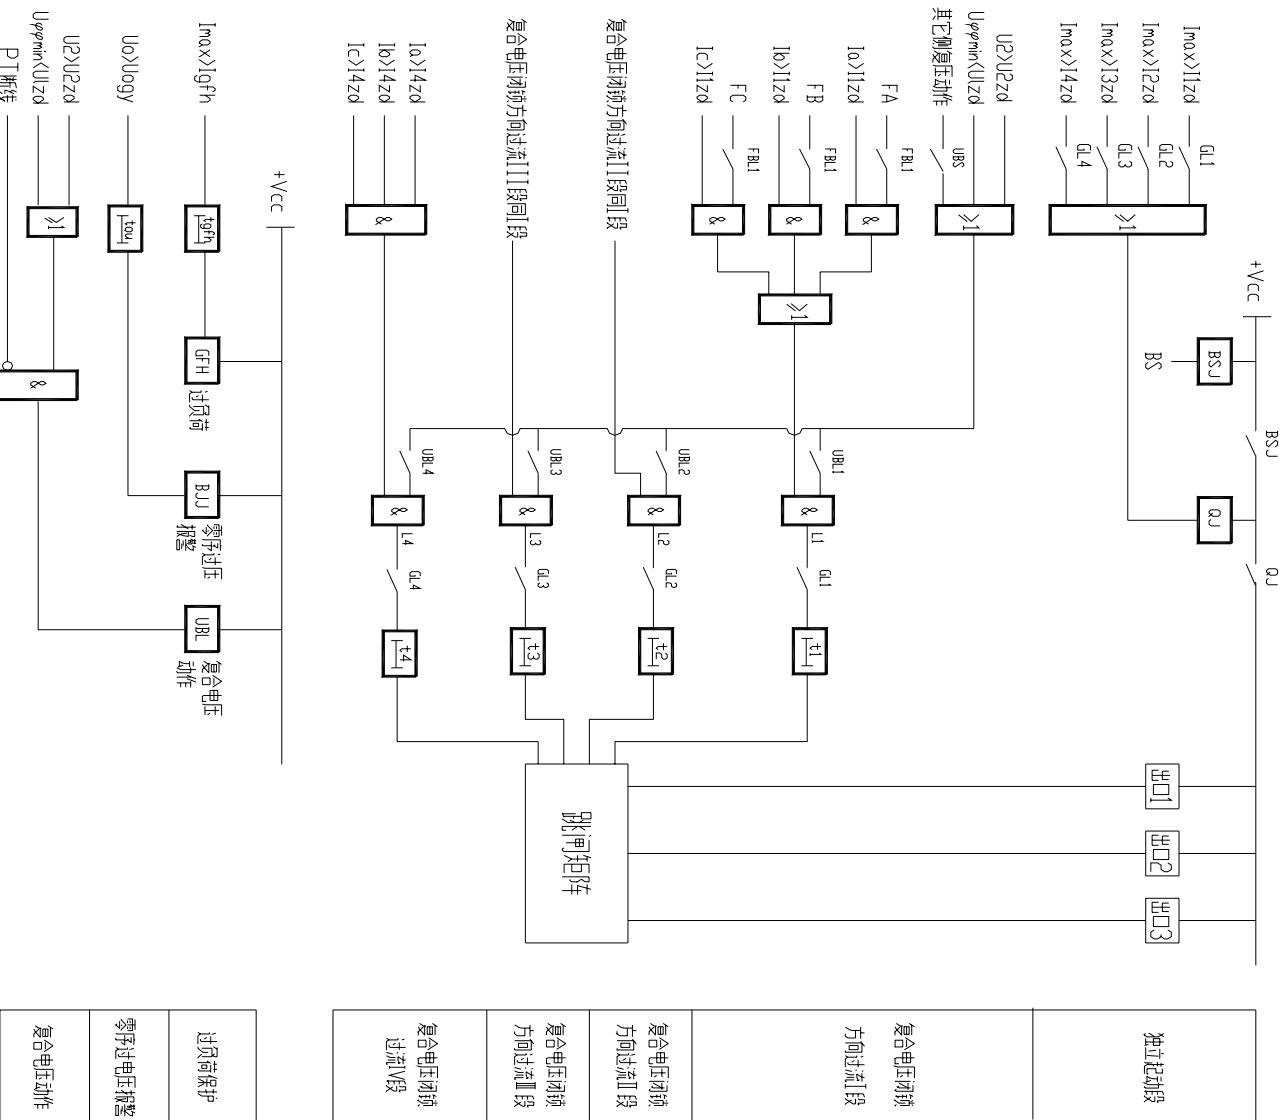 +Vcc
BSJ
QJ
BSJ
BS
QJ
出口1
出口2
出口3
独立起动段
Imax>I1zd
GL1
Imax>I2zd
GL2
Imax>I3zd
GL3
Imax>I4zd
GL4
≥1
U2>U2zd
Uφφmin<U1zd
其它侧复压动作
UBS
≥1
FA
FBL1
Ia>I1zd
&
FB
FBL1
Ib>I1zd
&
FC
FBL1
Ic>I1zd
&
≥1
UBL1
&
L1
GL1
t1
复合电压闭锁
方向过流I段
复合电压闭锁方向过流II段同I段
UBL2
&
L2
GL2
t2
复合电压闭锁
方向过流II段
复合电压闭锁方向过流III段同I段
UBL3
&
L3
GL3
t3
跳闸矩阵
复合电压闭锁
方向过流III段
Ia>I4zd
Ib>I4zd
Ic>I4zd
&
UBL4
&
L4
GL4
t4
复合电压闭锁
过流IV段
+Vcc
Imax>Igfh
tgfh
GFH
过负荷
过负荷保护
Uo>Uogy
tou
BJJ
零序过压
报警
零序过电压报警
U2>U2zd
Uφφmin<U1zd
≥1
PT断线
&
UBL
复合电压
动作
复合电压动作